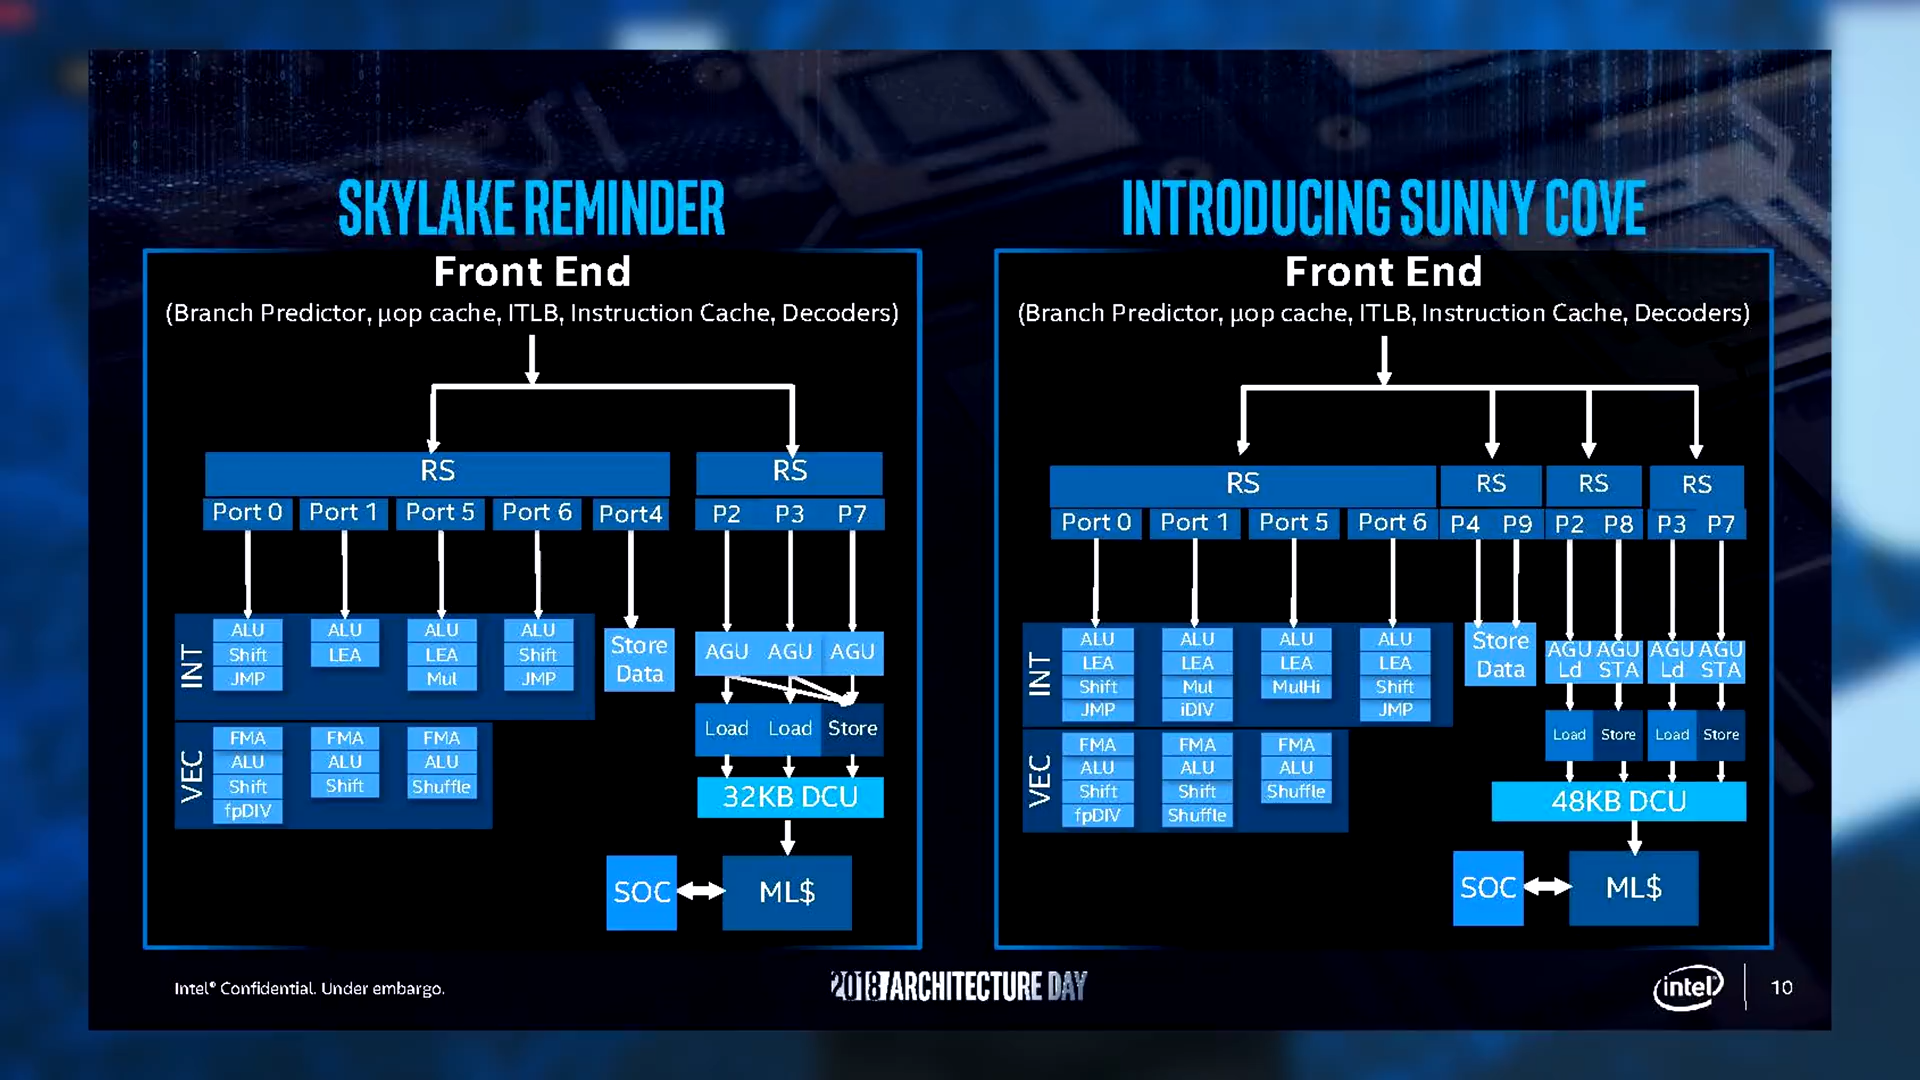 SKYLAKE REMINDER
Front End
(Branch Predictor, µop cache, ITLB, Instruction Cache, Decoders)
RS
RS
Port 0 Port 1 Port 5 Port 6 Port4
P2 P3 P7
INT
ALU
Shift
JMP
ALU
LEA
ALU
LEA
Mul
ALU
Shift
JMP
Store
Data
AGU AGU AGU
Load Load Store
VEC
FMA
ALU
Shift
fpDIV
FMA
ALU
Shift
FMA
ALU
Shuffle
32KB DCU
SOC
ML$
INTRODUCING SUNNY COVE
Front End
(Branch Predictor, µop cache, ITLB, Instruction Cache, Decoders)
RS
RS
RS
RS
Port 0 Port 1 Port 5 Port 6 P4 P9 P2 P8 P3 P7
INT
ALU
LEA
Shift
JMP
ALU
LEA
Mul
iDIV
ALU
LEA
MulHi
ALU
LEA
Shift
JMP
Store
Data
AGU
Ld
AGU
STA
AGU
Ld
AGU
STA
Load Store Load Store
VEC
FMA
ALU
Shift
fpDIV
FMA
ALU
Shift
Shuffle
FMA
ALU
Shuffle
48KB DCU
SOC
ML$
Intel® Confidential. Under embargo.
2018 ARCHITECTURE DAY
intel
10